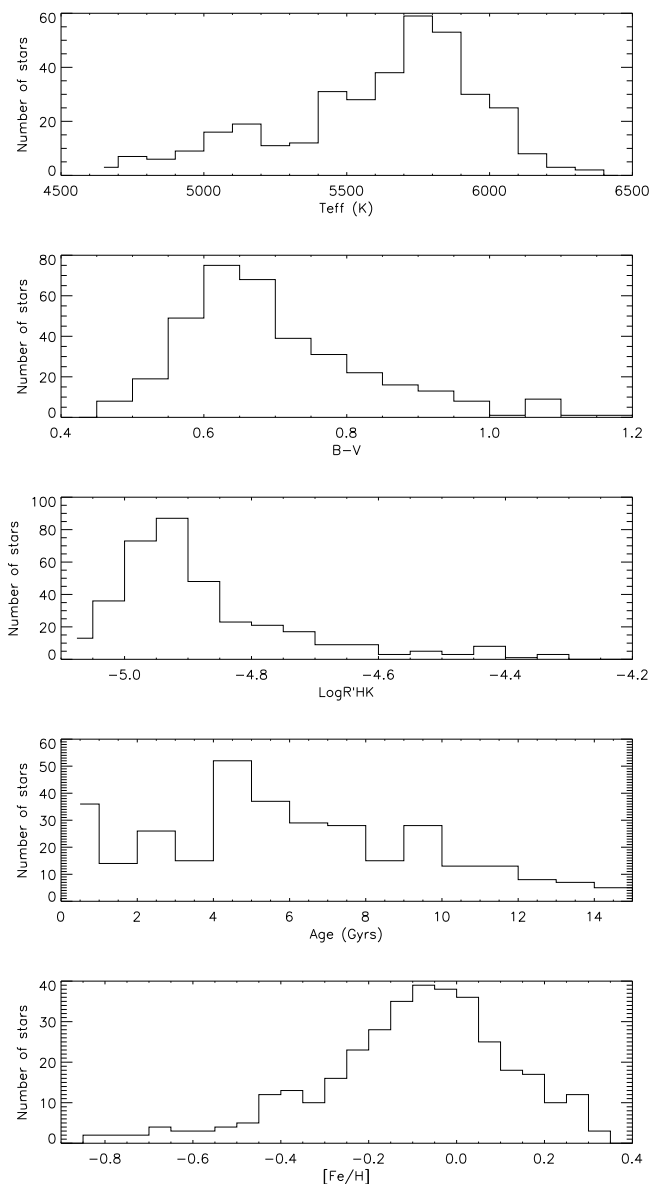 60
40
20
0
Number of stars
4500 5000 5500 6000 6500
Teff (K)
80
60
40
20
0
Number of stars
0.4 0.6 0.8 1.0 1.2
B−V
100
80
60
40
20
0
Number of stars
−5.0 −4.8 −4.6 −4.4 −4.2
LogR'HK
60
50
40
30
20
10
0
Number of stars
0 2 4 6 8 10 12 14
Age (Gyrs)
40
30
20
10
0
Number of stars
−0.8 −0.6 −0.4 −0.2 0.0 0.2 0.4
[Fe/H]